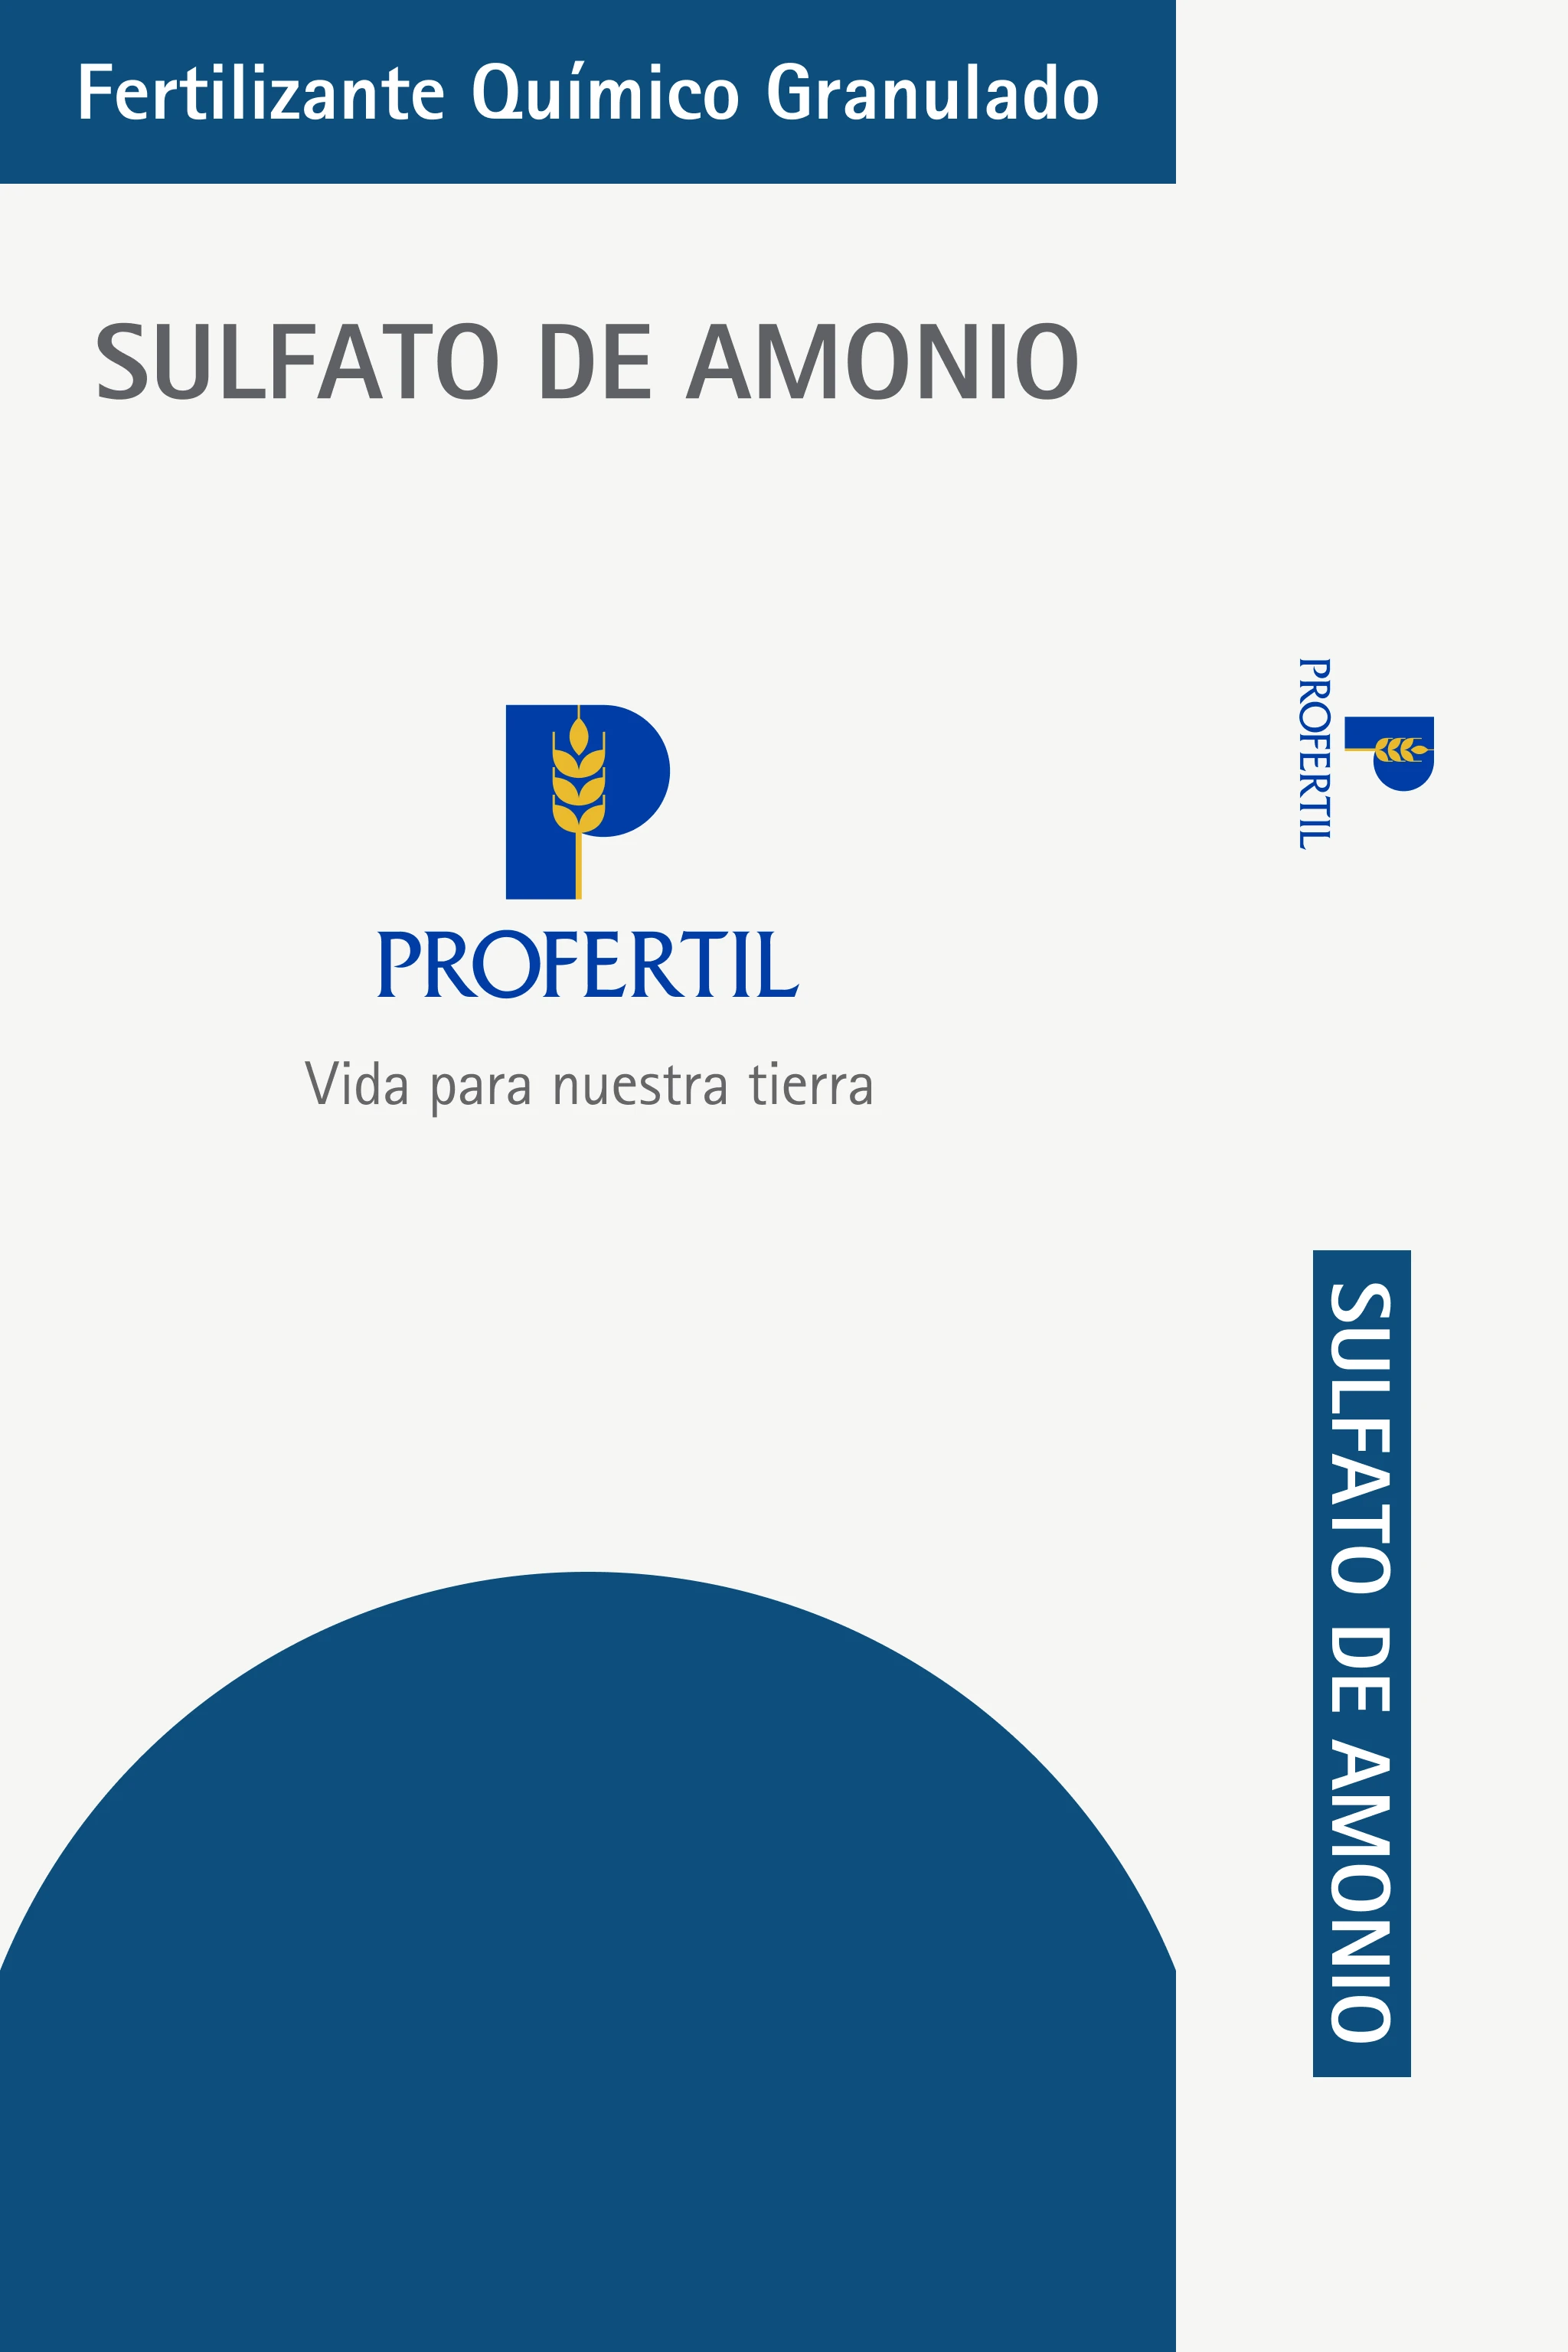 Fertilizante Químico Granulado
SULFATO DE AMONIO
PROFERTIL
Vida para nuestra tierra
PROFERTIL
SULFATO DE AMONIO